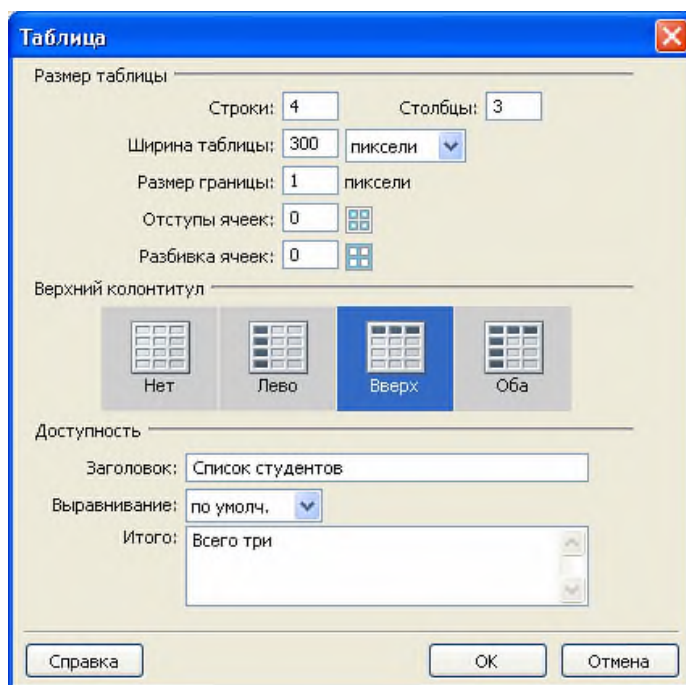 Таблица
Размер таблицы
Строки: 4 Столбцы: 3
Ширина таблицы: 300 пиксели
Размер границы: 1 пиксели
Отступы ячеек: 0
Разбивка ячеек: 0
Верхний колонтитул
Нет Лево Вверх Оба
Доступность
Заголовок: Список студентов
Выравнивание: по умолч.
Итого: Всего три
Справка ОК Отмена